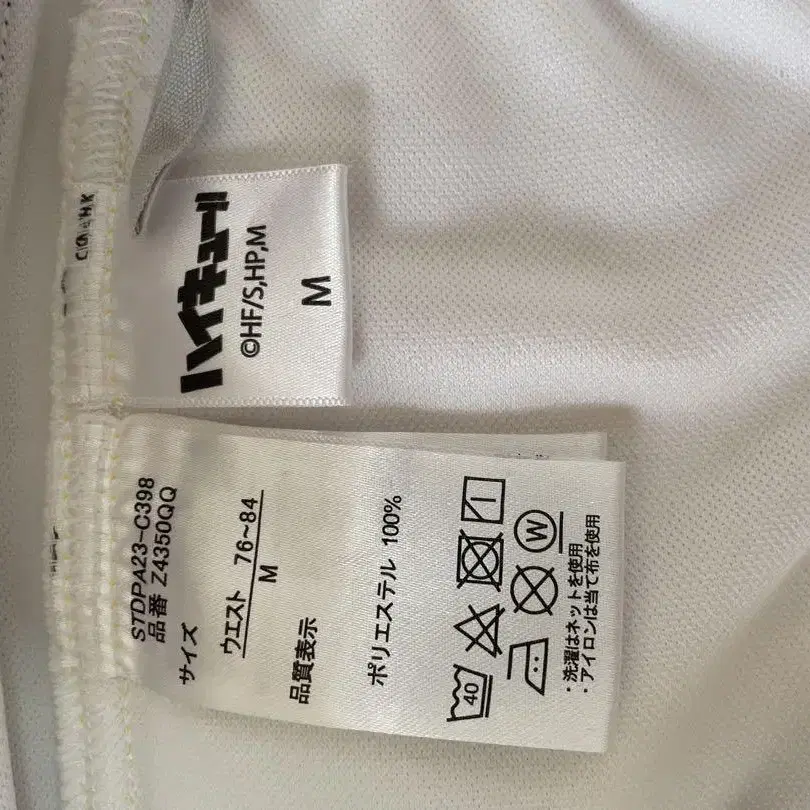 ハイキュー!!
©HF/S,HP,M
M
STDPA23-C398
品番 Z4350QQ
サイズ
ウエスト 76~84
M
品質表示
ポリエステル 100%
40
W
・洗濯はネットを使用
・アイロンは当て布を使用